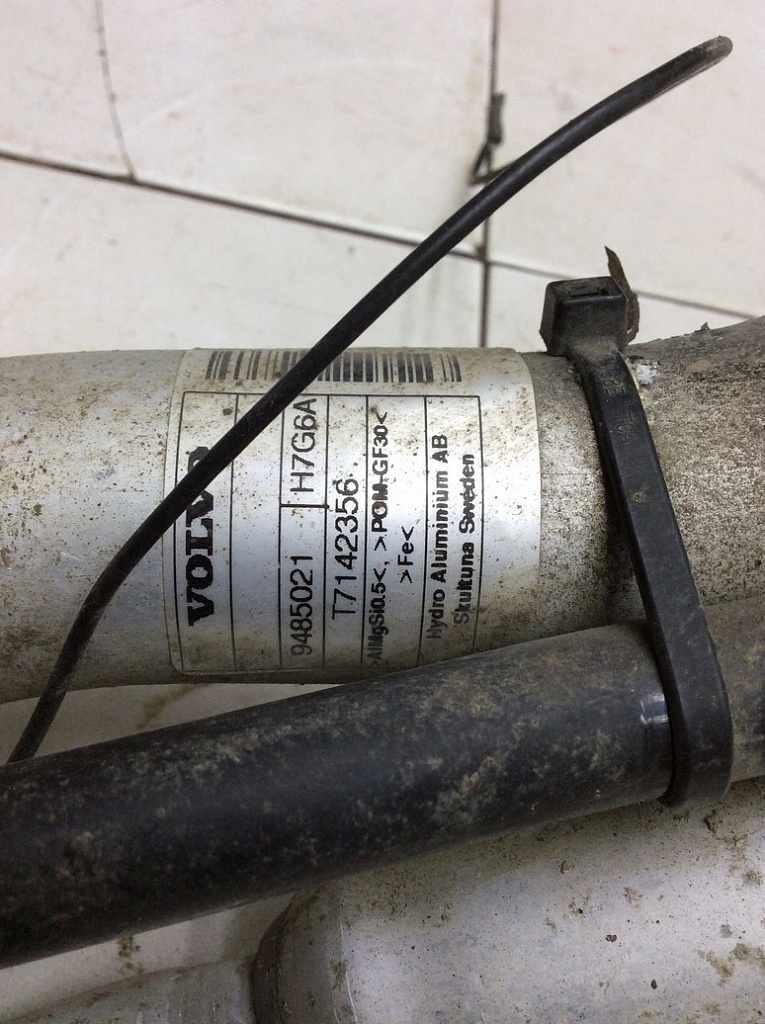 VOLVO
9485021 H7G6A
T7142356
>AlMgSi0.5<, >POM-GF30<
>Fe<
Hydro Aluminium AB
Skultuna Sweden